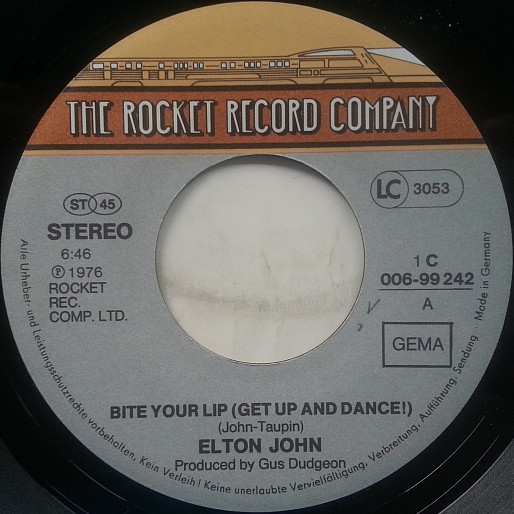 THE ROCKET RECORD COMPANY
ST 45
STEREO
6:46
Ⓟ 1976
ROCKET
REC.
COMP. LTD.
LC 3053
1 C
006-99 242
A
GEMA
BITE YOUR LIP (GET UP AND DANCE!)
(John-Taupin)
ELTON JOHN
Produced by Gus Dudgeon
Alle Urheber- und Leistungsschutzrechte vorbehalten, Kein Verleih! Keine unerlaubte Vervielfältigung, Verbreitung, Aufführung, Sendung Made in Germany